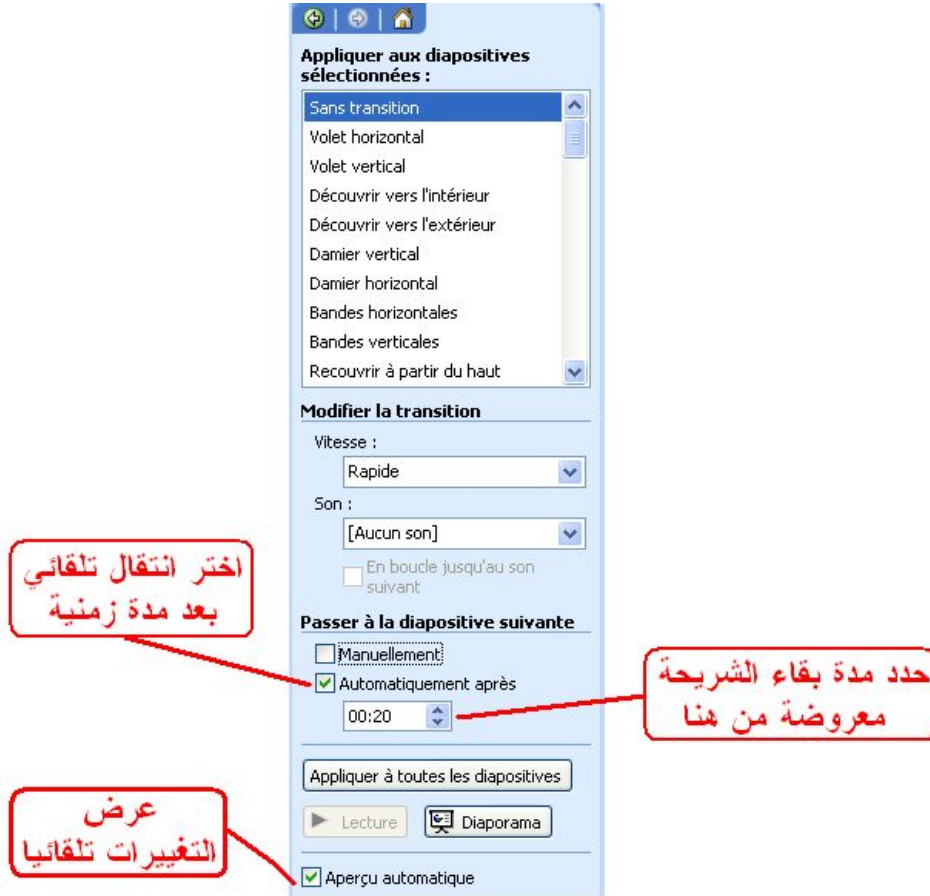 Appliquer aux diapositives
sélectionnées :
Sans transition
Volet horizontal
Volet vertical
Découvrir vers l'intérieur
Découvrir vers l'extérieur
Damier vertical
Damier horizontal
Bandes horizontales
Bandes verticales
Recouvrir à partir du haut
Modifier la transition
Vitesse :
Rapide
Son :
[Aucun son]
En boucle jusqu'au son
suivant
اختر انتقال تلقائي
بعد مدة زمنية
Passer à la diapositive suivante
Manuellement
Automatiquement après
00:20
حدد مدة بقاء الشريحة
معروضة من هنا
Appliquer à toutes les diapositives
Lecture
Diaporama
عرض
التغييرات تلقائيا
Aperçu automatique